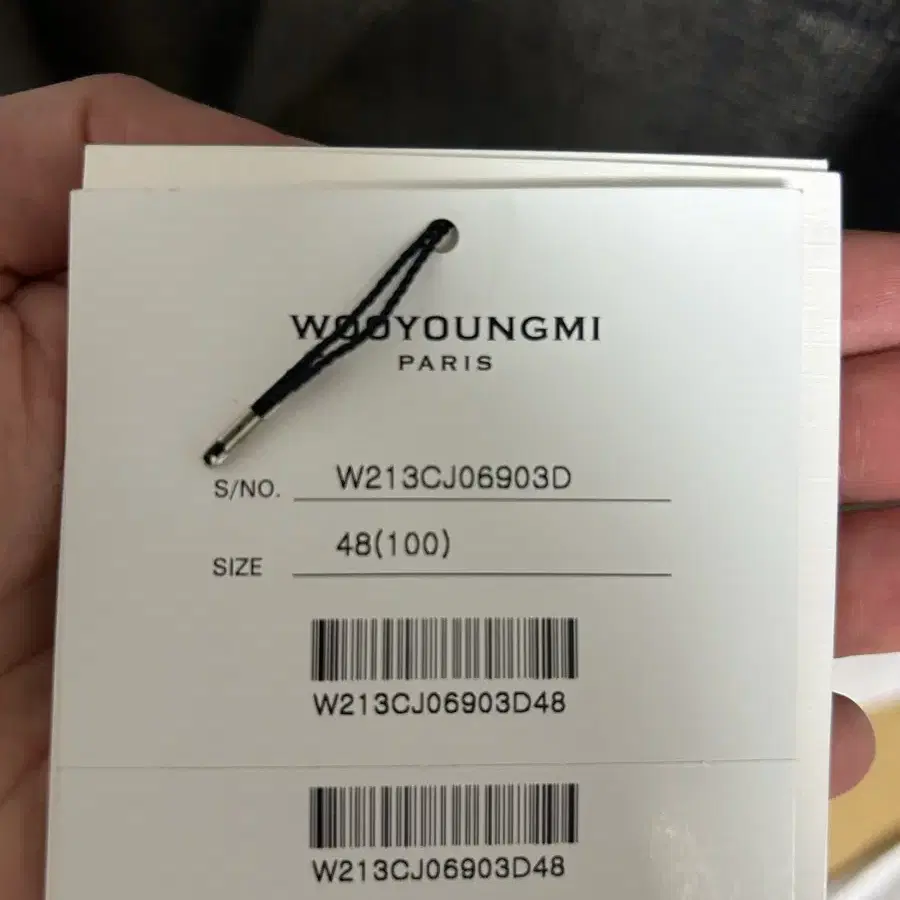 WOOYOUNGMI
PARIS
S/NO. W213CJ06903D
SIZE 48(100)
W213CJ06903D48
W213CJ06903D48